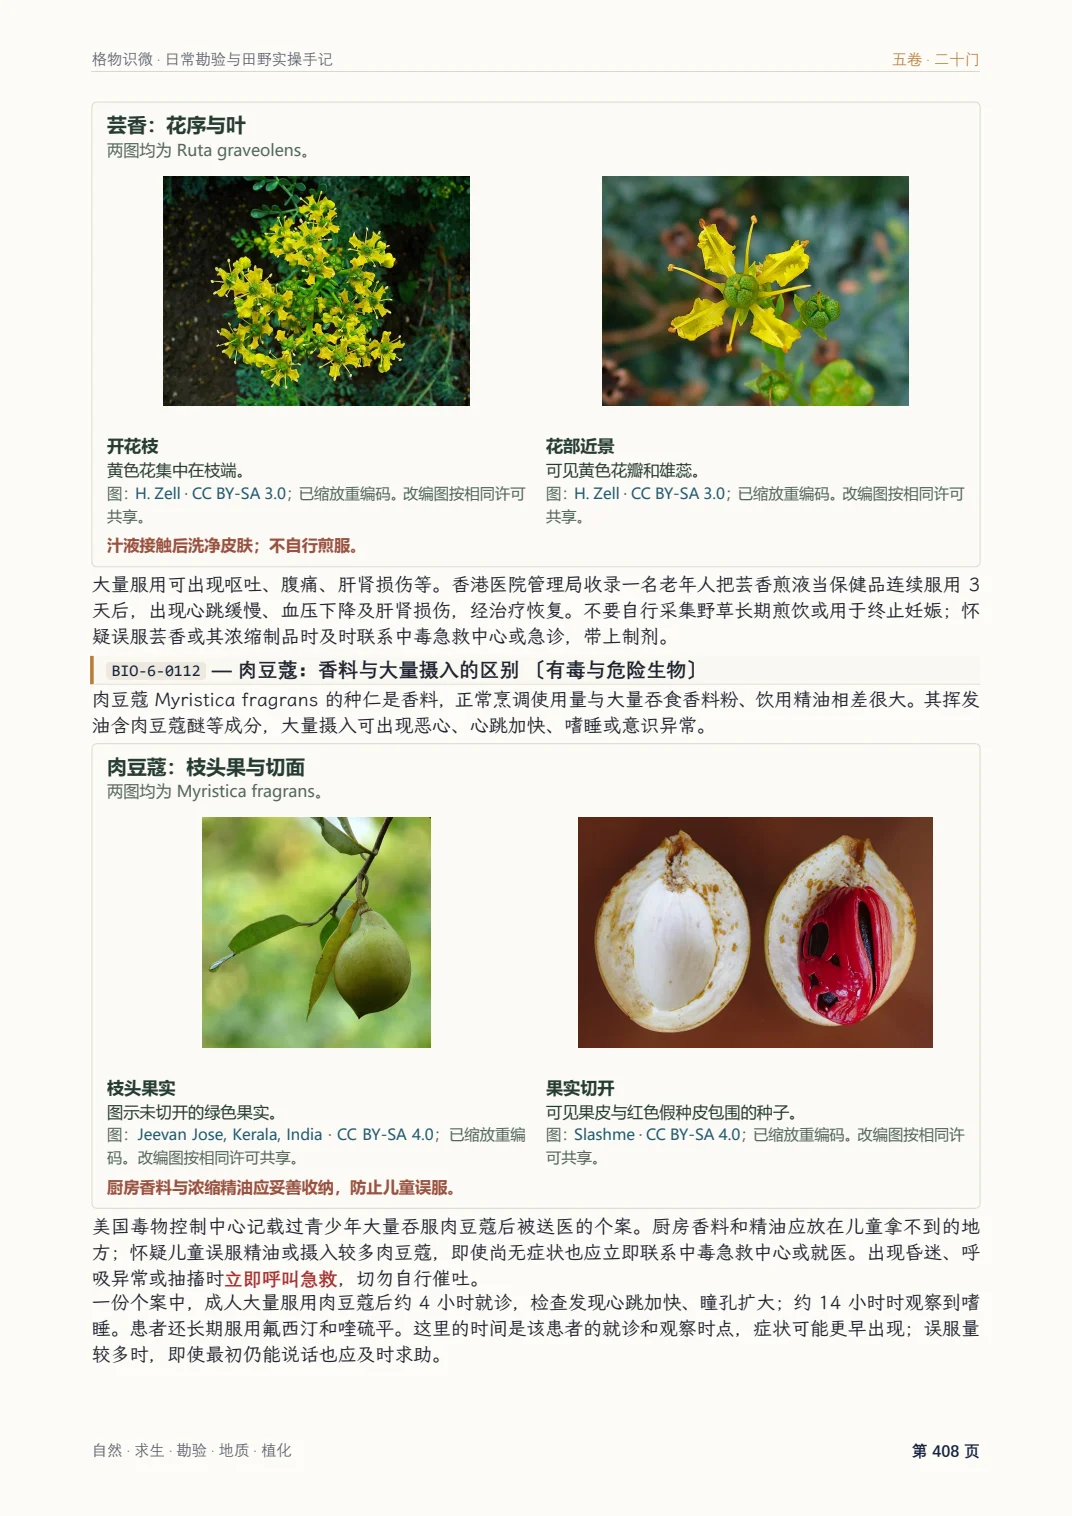 格物识微 · 日常勘验与田野实操手记
五卷 · 二十门
芸香：花序与叶
两图均为 Ruta graveolens。
开花枝
黄色花集中在枝端。
图：H. Zell · CC BY-SA 3.0；已缩放重编码。改编图按相同许可
共享。
花部近景
可见黄色花瓣和雄蕊。
图：H. Zell · CC BY-SA 3.0；已缩放重编码。改编图按相同许可
共享。
汁液接触后洗净皮肤；不自行煎服。
大量服用可出现呕吐、腹痛、肝肾损伤等。香港医院管理局收录一名老年人把芸香煎液当保健品连续服用 3
天后，出现心跳缓慢、血压下降及肝肾损伤，经治疗恢复。不要自行采集野草长期煎饮或用于终止妊娠；怀
疑误服芸香或其浓缩制品时及时联系中毒急救中心或急诊，带上制剂。
BIO-6-0112 — 肉豆蔻：香料与大量摄入的区别 〔有毒与危险生物〕
肉豆蔻 Myristica fragrans 的种仁是香料，正常烹调使用量与大量吞食香料粉、饮用精油相差很大。其挥发
油含肉豆蔻醚等成分，大量摄入可出现恶心、心跳加快、嗜睡或意识异常。
肉豆蔻：枝头果与切面
两图均为 Myristica fragrans。
枝头果实
图示未切开的绿色果实。
图：Jeevan Jose, Kerala, India · CC BY-SA 4.0；已缩放重编
码。改编图按相同许可共享。
果实切开
可见果皮与红色假种皮包围的种子。
图：Slashme · CC BY-SA 4.0；已缩放重编码。改编图按相同许
可共享。
厨房香料与浓缩精油应妥善收纳，防止儿童误服。
美国毒物控制中心记载过青少年大量吞服肉豆蔻后被送医的个案。厨房香料和精油应放在儿童拿不到的地
方；怀疑儿童误服精油或摄入较多肉豆蔻，即使尚无症状也应立即联系中毒急救中心或就医。出现昏迷、呼
吸异常或抽搐时立即呼叫急救，切勿自行催吐。
一份个案中，成人大量服用肉豆蔻后约 4 小时就诊，检查发现心跳加快、瞳孔扩大；约 14 小时时观察到嗜
睡。患者还长期服用氟西汀和喹硫平。这里的时间是该患者的就诊和观察时点，症状可能更早出现；误服量
较多时，即使最初仍能说话也应及时求助。
自然 · 求生 · 勘验 · 地质 · 植化
第 408 页